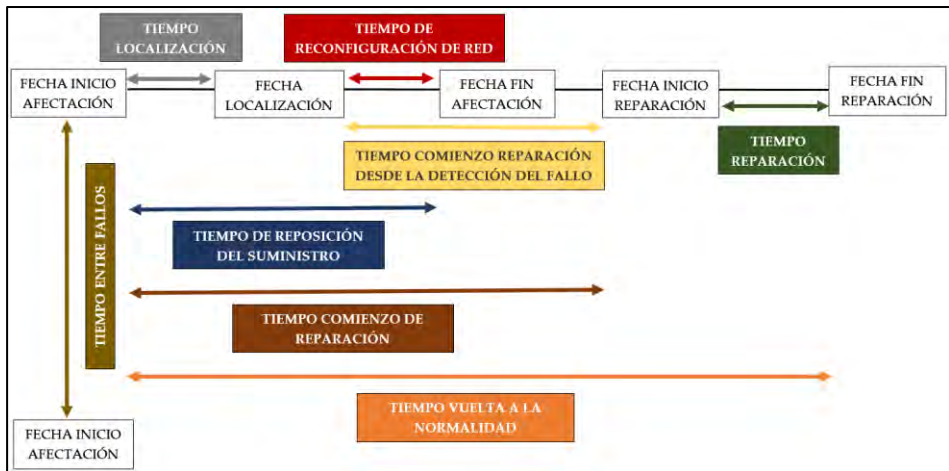 TIEMPO
LOCALIZACIÓN
TIEMPO DE
RECONFIGURACIÓN DE RED
FECHA INICIO
AFECTACIÓN
FECHA
LOCALIZACIÓN
FECHA FIN
AFECTACIÓN
FECHA INICIO
REPARACIÓN
FECHA FIN
REPARACIÓN
TIEMPO COMIENZO REPARACIÓN
DESDE LA DETECCIÓN DEL FALLO
TIEMPO
REPARACIÓN
TIEMPO ENTRE FALLOS
TIEMPO DE REPOSICIÓN
DEL SUMINISTRO
TIEMPO COMIENZO DE
REPARACIÓN
TIEMPO VUELTA A LA
NORMALIDAD
FECHA INICIO
AFECTACIÓN